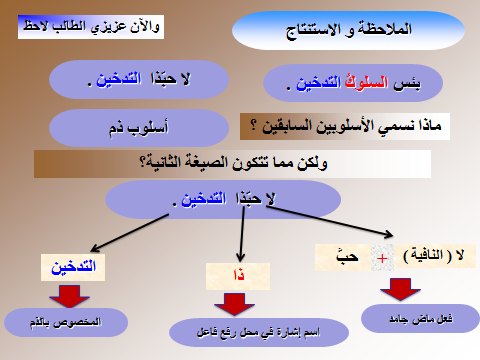 الملاحظة و الاستنتاج
والآن عزيزي الطالب لاحظ
بئس السلوكُ التدخين .
لا حبّذا التدخين .
ماذا نسمي الأسلوبين السابقين ؟
أسلوب ذم
ولكن مما تتكون الصيغة الثانية؟
لا حبّذا التدخين .
لا ( النافية) + حبَّ
ذا
التدخين
فعل ماض جامد
اسم إشارة في محل رفع فاعل
المخصوص بالذم